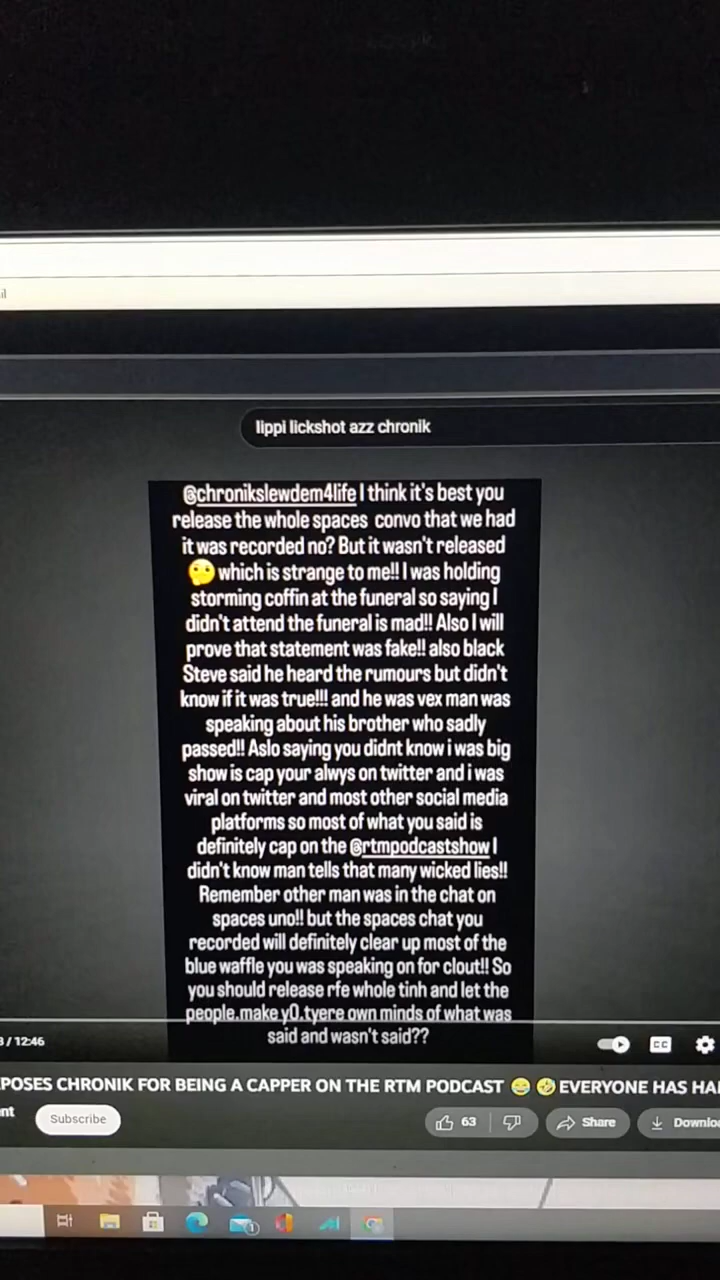 lippi lickshot azz chronik
@chronikslewdem4life I think it's best you
release the whole spaces convo that we had
it was recorded no? But it wasn't released
🤔 which is strange to me!! I was holding
storming coffin at the funeral so saying I
didn't attend the funeral is mad!! Also I will
prove that statement was fake!! also black
Steve said he heard the rumours but didn't
know if it was true!!! and he was vex man was
speaking about his brother who sadly
passed!! Aslo saying you didnt know i was big
show is cap your alwys on twitter and i was
viral on twitter and most other social media
platforms so most of what you said is
definitely cap on the @rtmpodcastshow I
didn't know man tells that many wicked lies!!
Remember other man was in the chat on
spaces uno!! but the spaces chat you
recorded will definitely clear up most of the
blue waffle you was speaking on for clout!! So
you should release rfe whole tinh and let the
people.make y0.tyere own minds of what was
said and wasn't said??
/ 12:46
CC
POSES CHRONIK FOR BEING A CAPPER ON THE RTM PODCAST 😂 🤣 EVERYONE HAS HA
nt
Subscribe
63
Share
Downloa
1